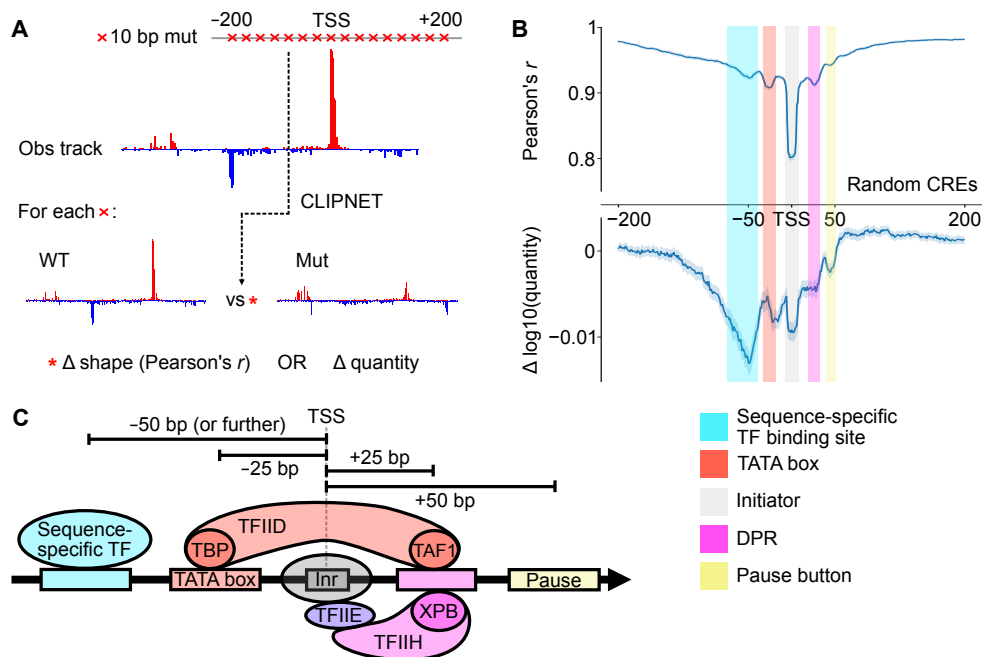 A
−200
TSS
+200
×10 bp mut
Obs track
For each ×:
CLIPNET
WT
Mut
vs *
* Δ shape (Pearson's r) OR Δ quantity
B
1
0.9
0.8
Pearson's r
Random CREs
−200
−50
TSS
50
200
0
−0.01
Δ log10(quantity)
C
TSS
−50 bp (or further)
−25 bp
+25 bp
+50 bp
Sequence-
specific TF
TFIID
TBP
TAF1
TATA box
Inr
Pause
TFIIE
XPB
TFIIH
Sequence-specific
TF binding site
TATA box
Initiator
DPR
Pause button